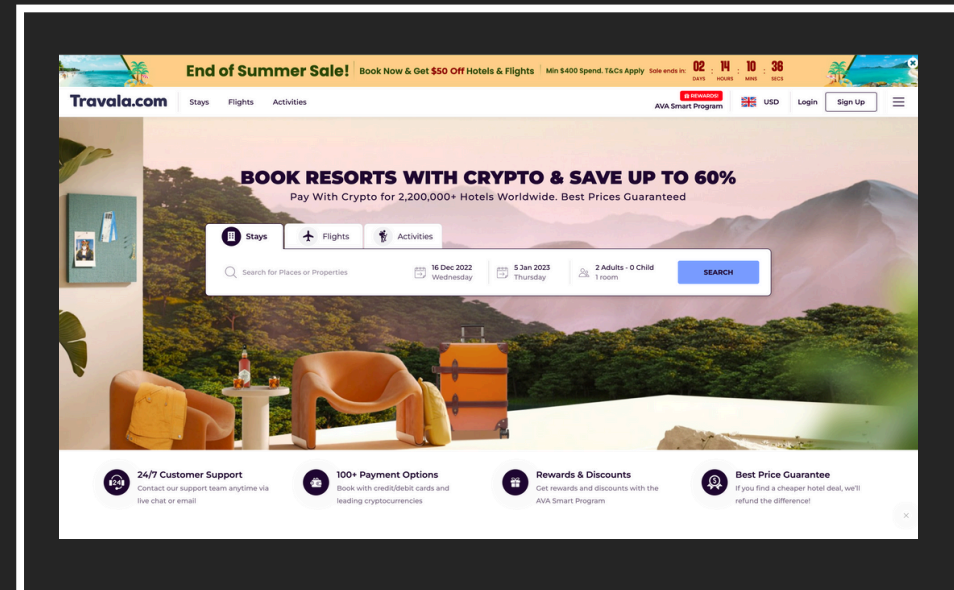 End of Summer Sale! Book Now & Get $50 Off Hotels & Flights Min $400 Spend. T&Cs Apply Sale ends in: 02 : 14 : 10 : 36
DAYS HOURS MINS SECS
Travala.com Stays Flights Activities
REWARDS!
AVA Smart Program USD Login Sign Up
BOOK RESORTS WITH CRYPTO & SAVE UP TO 60%
Pay With Crypto for 2,200,000+ Hotels Worldwide. Best Prices Guaranteed
Stays Flights Activities
Search for Places or Properties
16 Dec 2022
Wednesday
5 Jan 2023
Thursday
2 Adults - 0 Child
1 room
SEARCH
24/7 Customer Support
Contact our support team anytime via
live chat or email
100+ Payment Options
Book with credit/debit cards and
leading cryptocurrencies
Rewards & Discounts
Get rewards and discounts with the
AVA Smart Program
Best Price Guarantee
If you find a cheaper hotel deal, we'll
refund the difference!